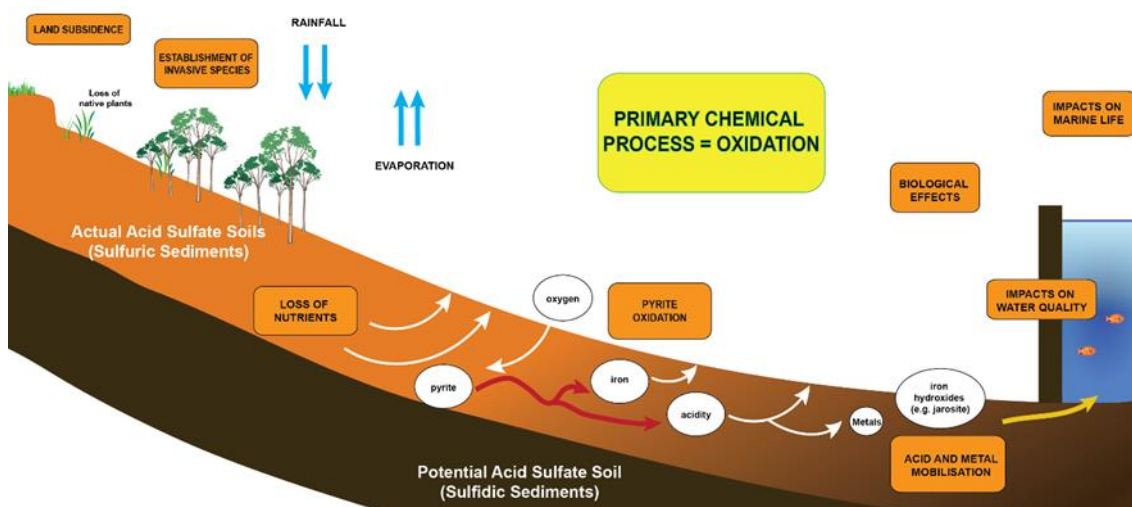 LAND SUBSIDENCE
ESTABLISHMENT OF
INVASIVE SPECIES
RAINFALL
Loss of
native plants
EVAPORATION
PRIMARY CHEMICAL
PROCESS = OXIDATION
IMPACTS ON
MARINE LIFE
BIOLOGICAL
EFFECTS
Actual Acid Sulfate Soils
(Sulfuric Sediments)
LOSS OF
NUTRIENTS
oxygen
PYRITE
OXIDATION
IMPACTS ON
WATER QUALITY
pyrite
iron
acidity
Metals
iron
hydroxides
(e.g. jarosite)
ACID AND METAL
MOBILISATION
Potential Acid Sulfate Soil
(Sulfidic Sediments)